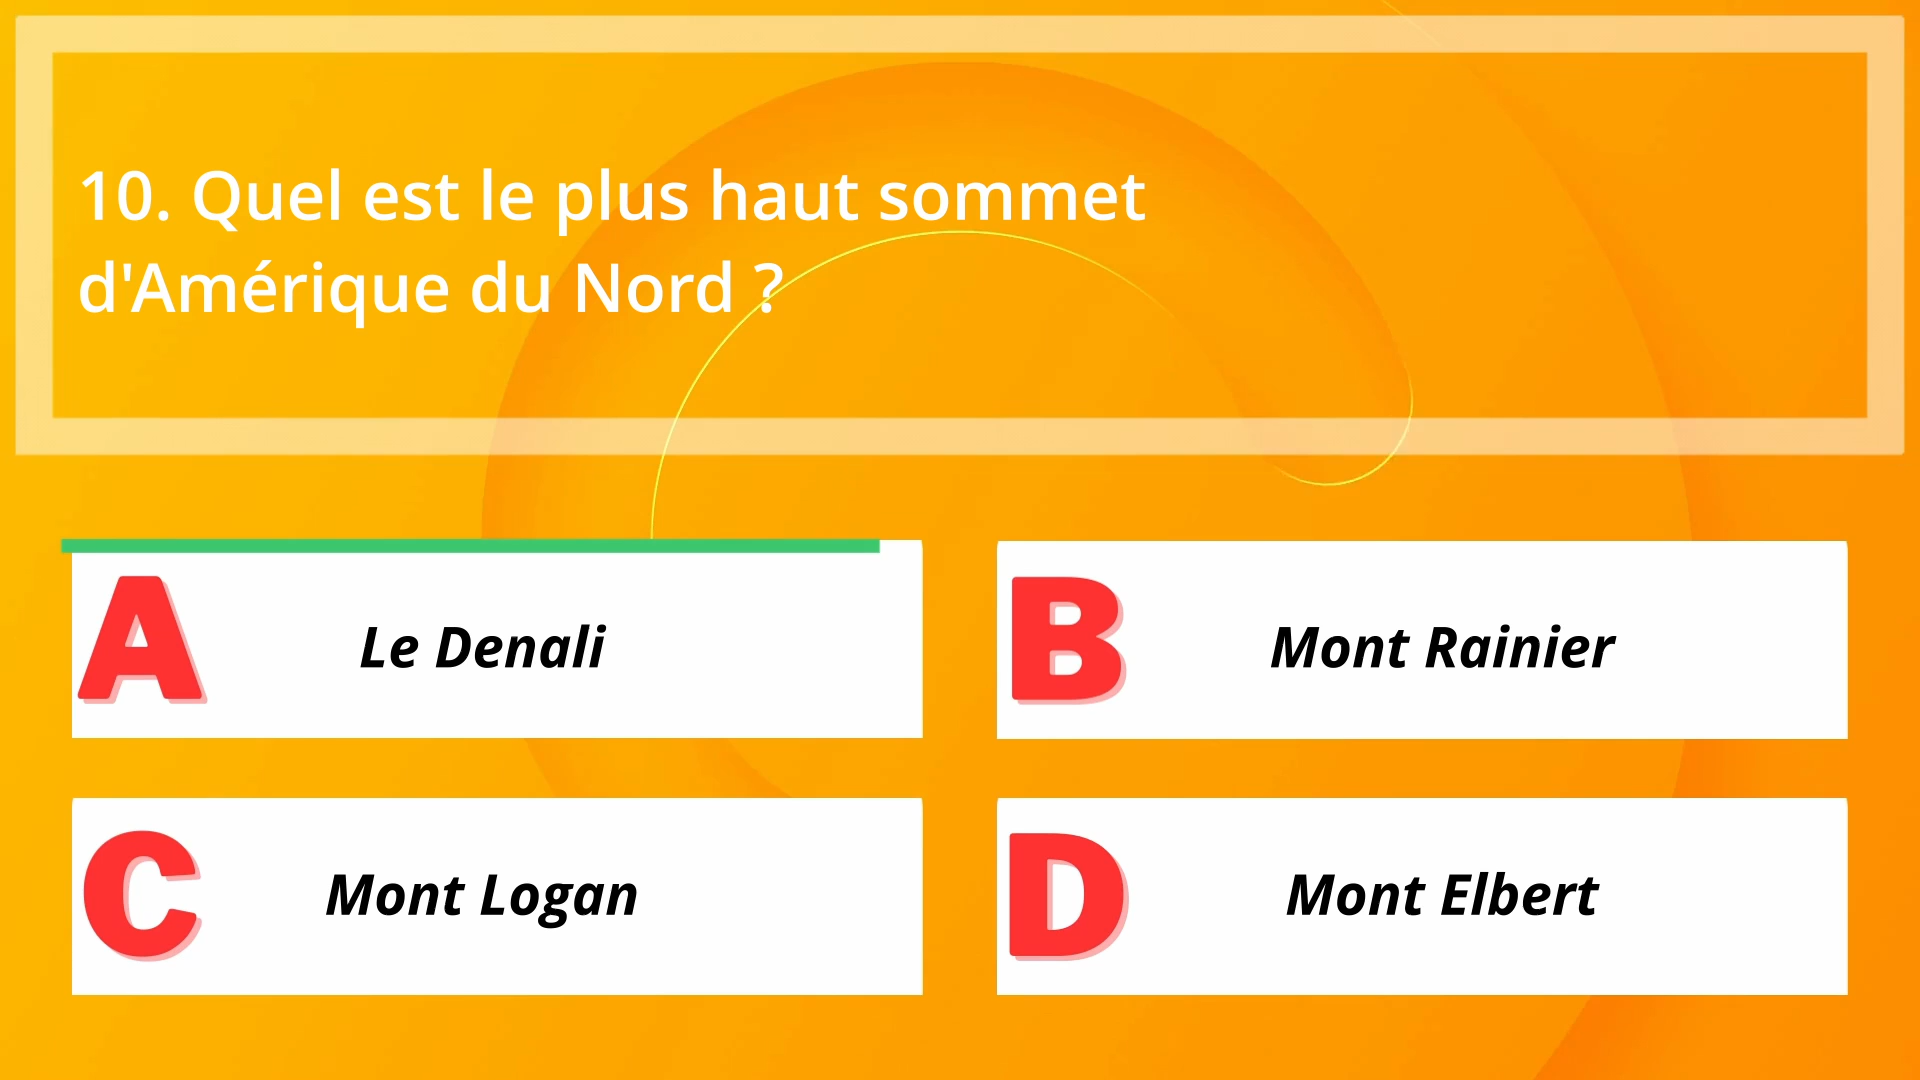 10. Quel est le plus haut sommet
d'Amérique du Nord ?
A Le Denali
B Mont Rainier
C Mont Logan
D Mont Elbert